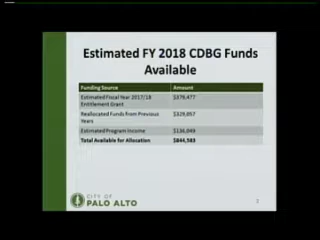 Estimated FY 2018 CDBG Funds
Available
Funding Source Amount
Estimated Fiscal Year 2017/18
Entitlement Grant $379,477
Reallocated Funds from Previous
Years $329,057
Estimated Program Income $136,049
Total Available for Allocation $844,583
CITY OF
PALO ALTO